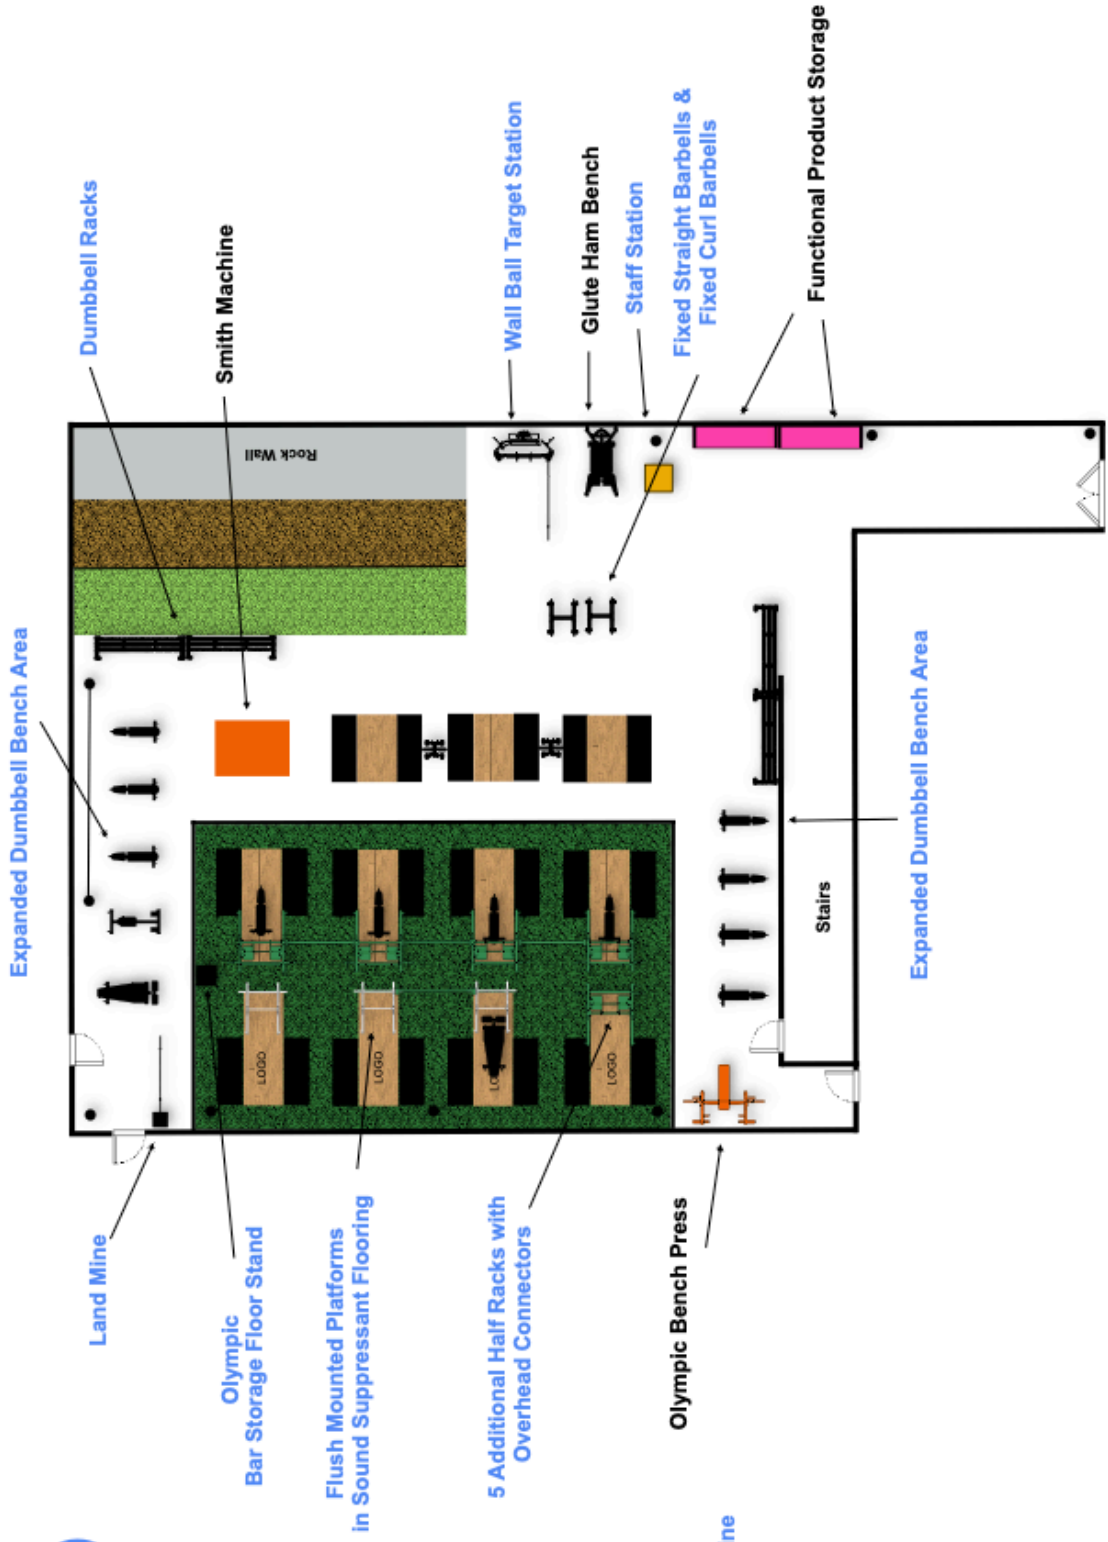 Expanded Dumbbell Bench Area
Dumbbell Racks
Smith Machine
Wall Ball Target Station
Glute Ham Bench
Staff Station
Fixed Straight Barbells &
Fixed Curl Barbells
Functional Product Storage
Rock Wall
LOGO
LOGO
LOGO
Stairs
Expanded Dumbbell Bench Area
Land Mine
Olympic
Bar Storage Floor Stand
Flush Mounted Platforms
in Sound Suppressant Flooring
5 Additional Half Racks with
Overhead Connectors
Olympic Bench Press
ne